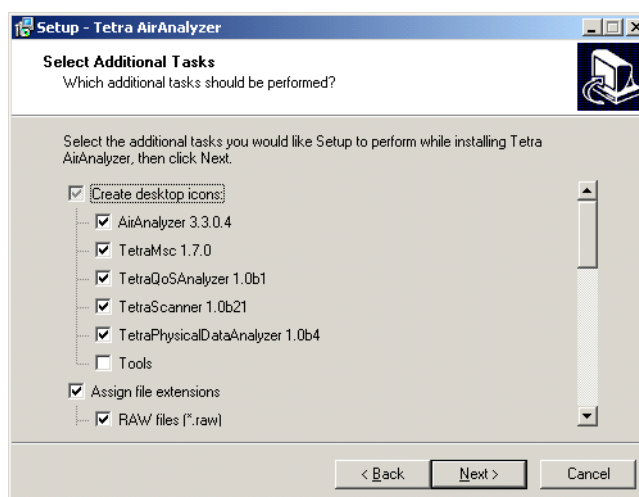 Setup - Tetra AirAnalyzer
Select Additional Tasks
Which additional tasks should be performed?
Select the additional tasks you would like Setup to perform while installing Tetra
AirAnalyzer, then click Next.
Create desktop icons:
AirAnalyzer 3.3.0.4
TetraMsc 1.7.0
TetraQoSAnalyzer 1.0b1
TetraScanner 1.0b21
TetraPhysicalDataAnalyzer 1.0b4
Tools
Assign file extensions
RAW files (*.raw)
< Back
Next >
Cancel